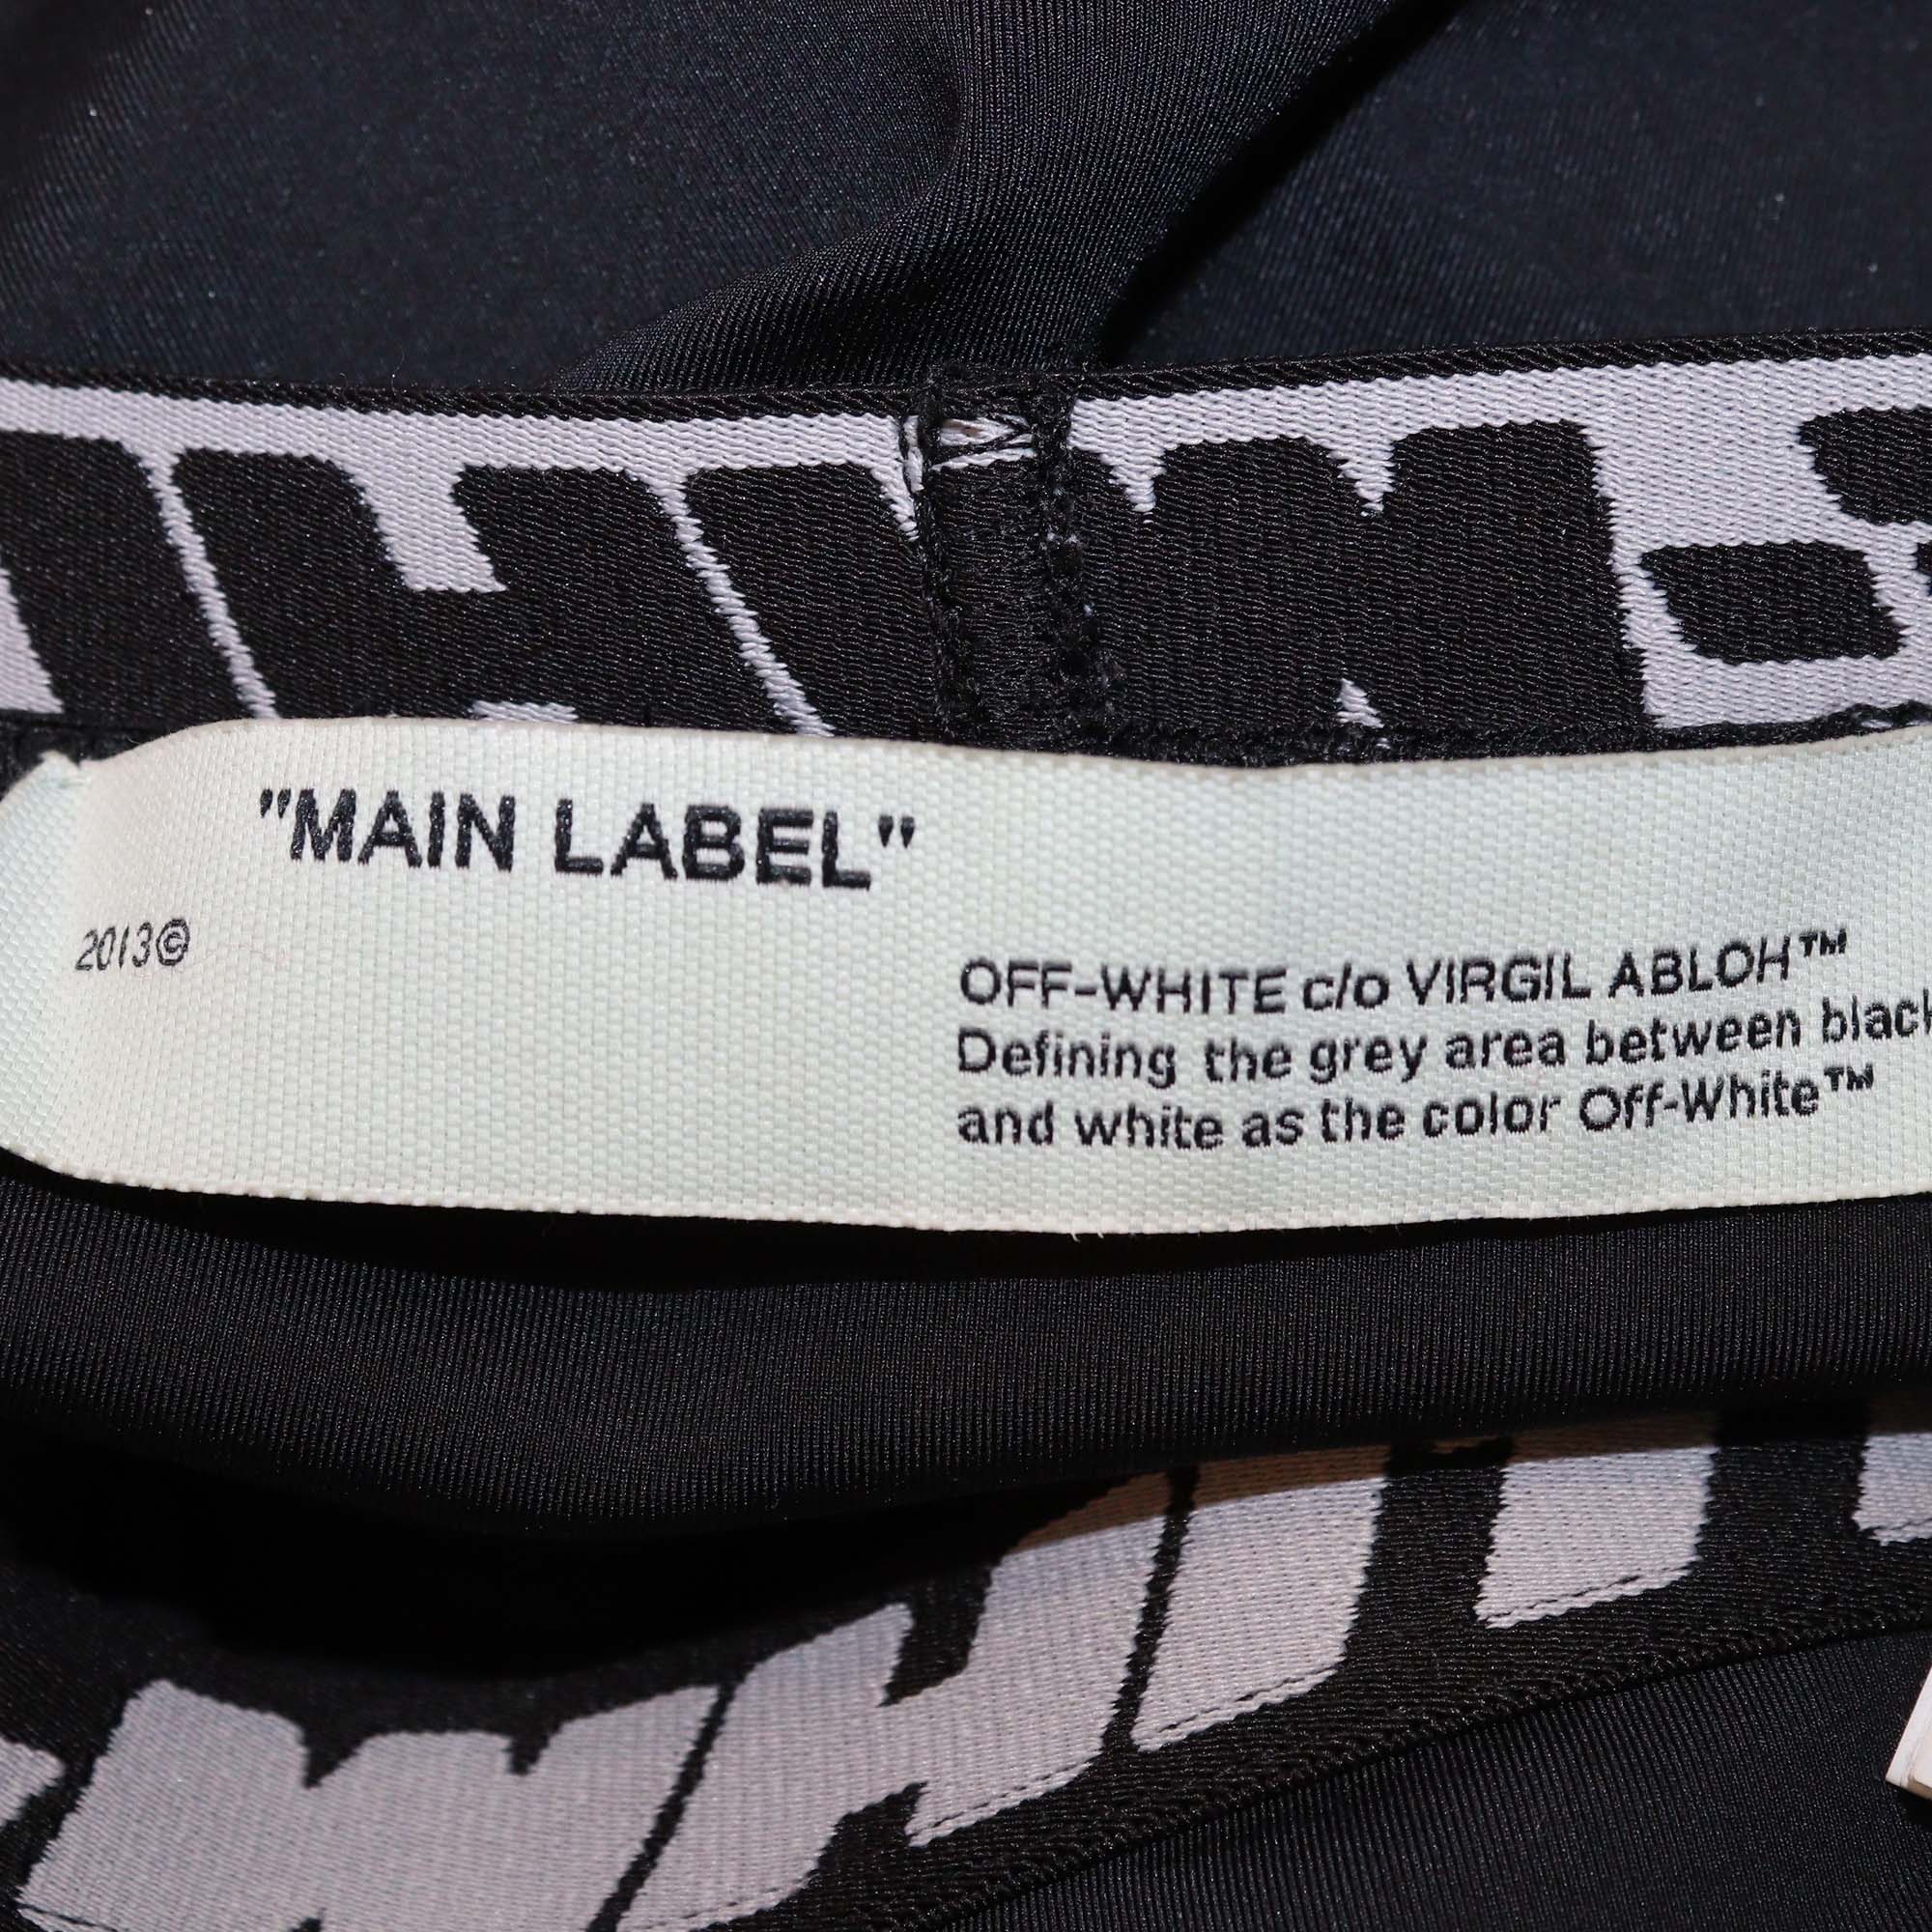 "MAIN LABEL"
2013©
OFF-WHITE c/o VIRGIL ABLOH™
Defining the grey area between black
and white as the color Off-White™
WHI